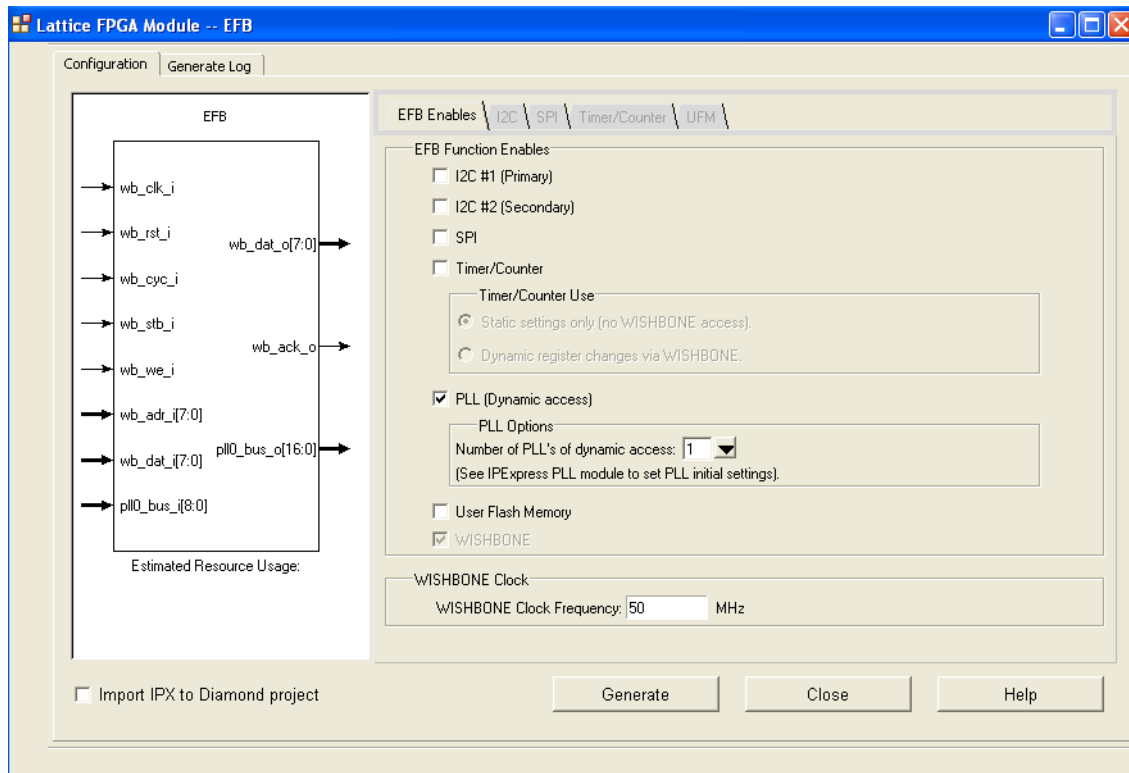 Lattice FPGA Module -- EFB
Configuration
Generate Log
EFB
wb_clk_i
wb_rst_i
wb_dat_o[7:0]
wb_cyc_i
wb_stb_i
wb_ack_o
wb_we_i
wb_adr_i[7:0]
pll0_bus_o[16:0]
wb_dat_i[7:0]
pll0_bus_i[8:0]
Estimated Resource Usage:
EFB Enables
I2C
SPI
Timer/Counter
UFM
EFB Function Enables
I2C #1 (Primary)
I2C #2 (Secondary)
SPI
Timer/Counter
Timer/Counter Use
Static settings only (no WISHBONE access).
Dynamic register changes via WISHBONE.
PLL (Dynamic access)
PLL Options
Number of PLL's of dynamic access: 1
(See IPExpress PLL module to set PLL initial settings).
User Flash Memory
WISHBONE
WISHBONE Clock
WISHBONE Clock Frequency: 50 MHz
Import IPX to Diamond project
Generate
Close
Help